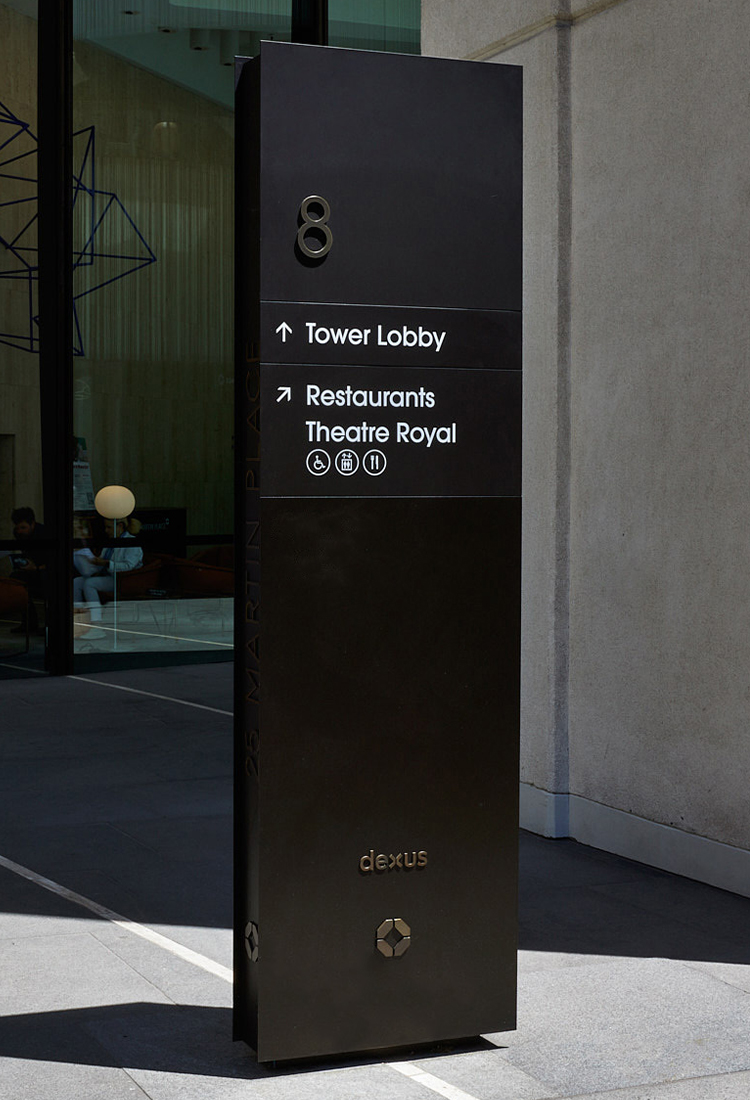 8
↑ Tower Lobby
↗ Restaurants
Theatre Royal
25 MARTIN PLACE
dexus